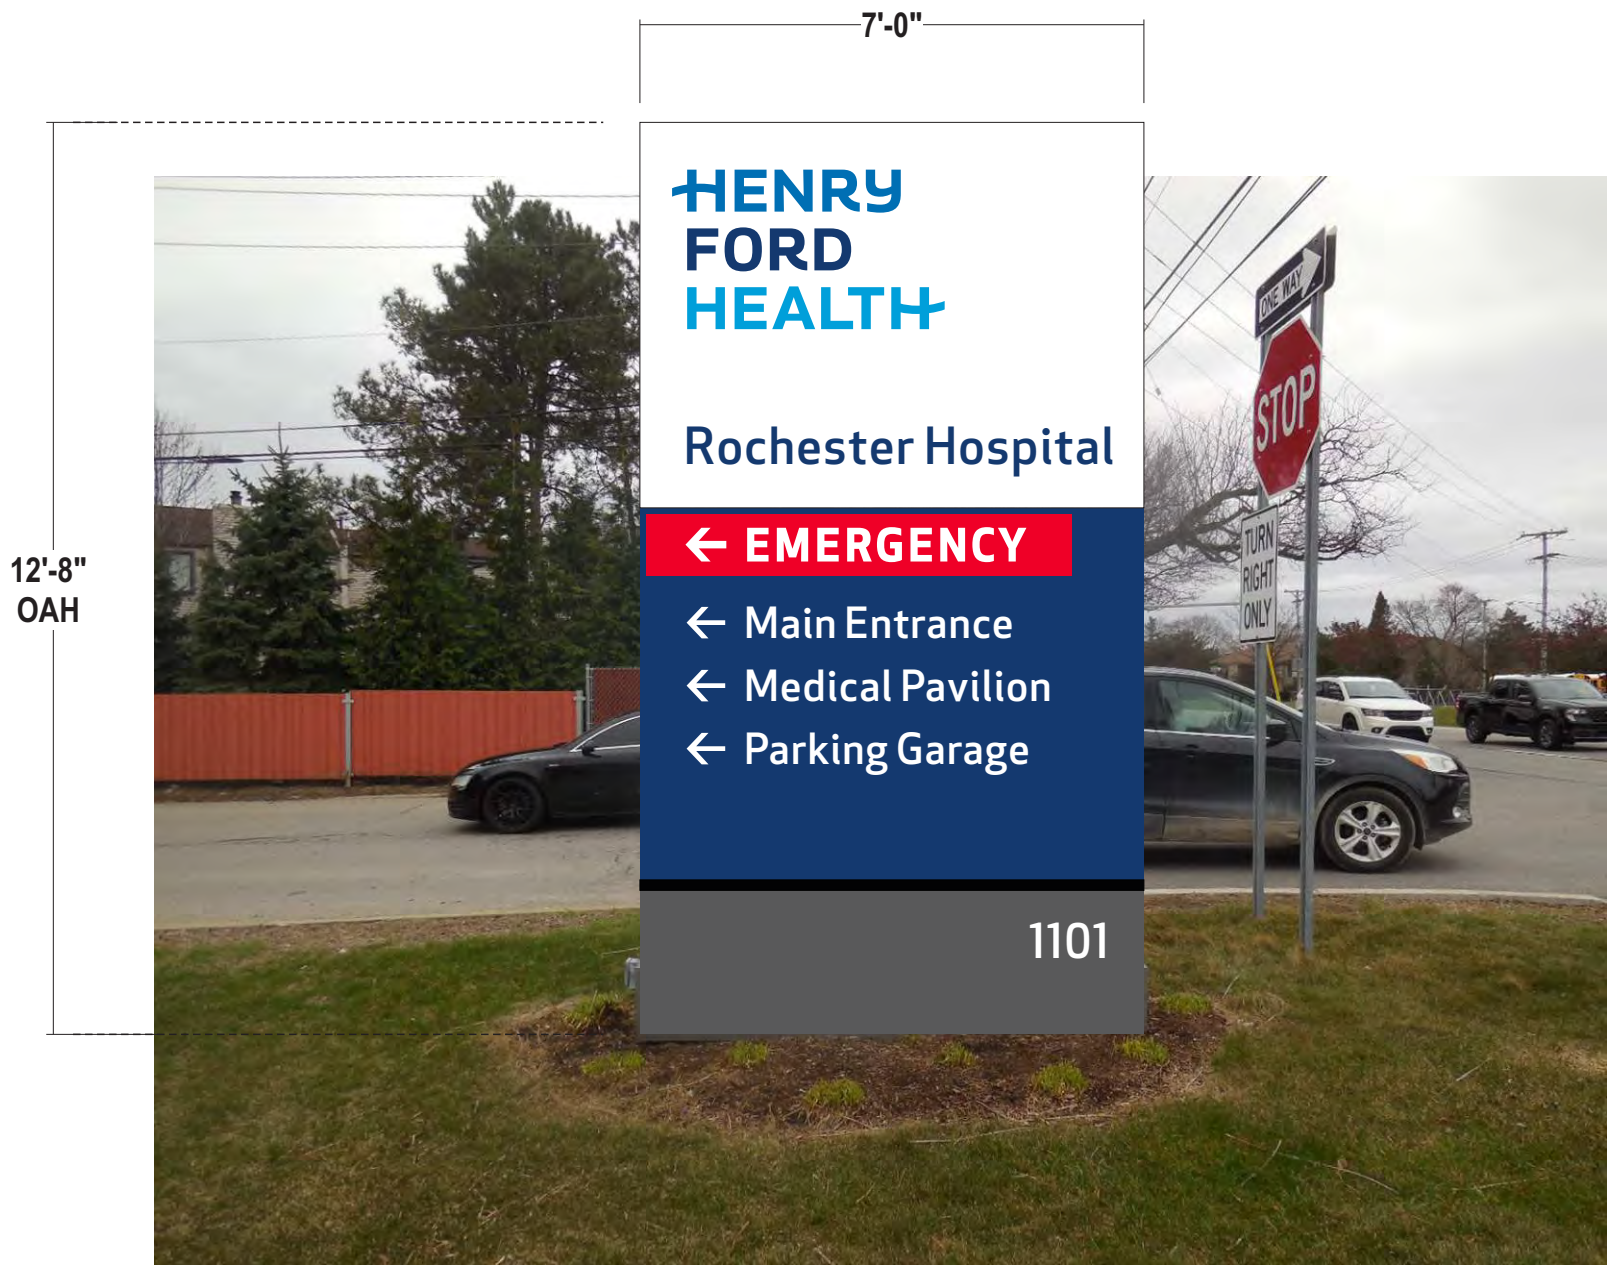 7'-0"
12'-8"
OAH
HENRY
FORD
HEALTH
Rochester Hospital
← EMERGENCY
← Main Entrance
← Medical Pavilion
← Parking Garage
1101
ONE WAY
STOP
TURN
RIGHT
ONLY